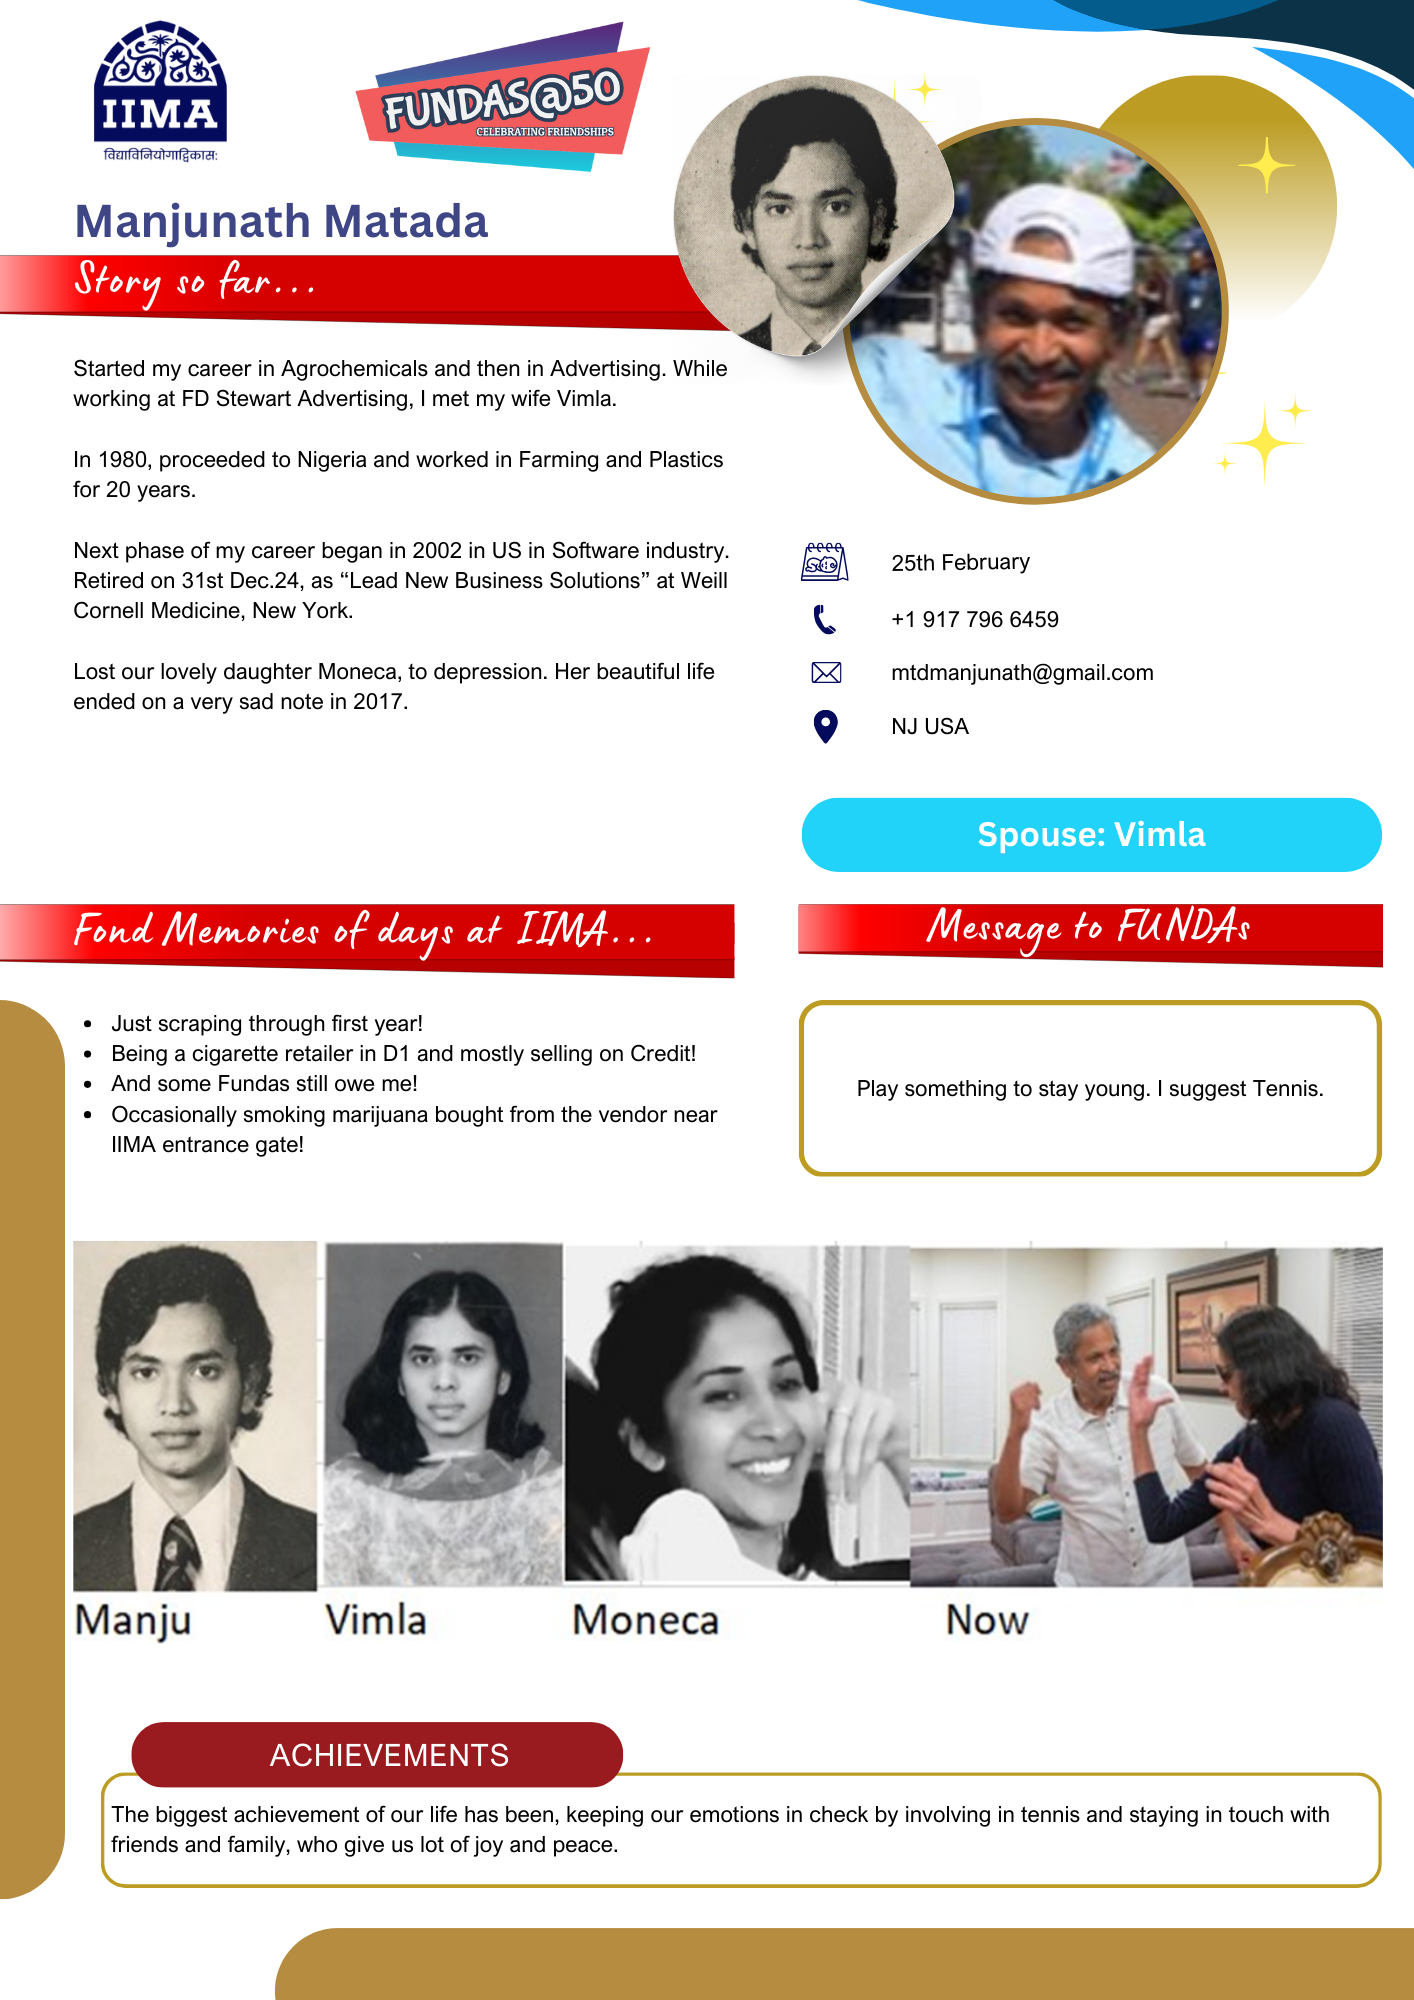 IIMA
विद्याविनियोगाद्विकास:
FUNDAS@50
CELEBRATING FRIENDSHIPS
Manjunath Matada
Story so far...
Started my career in Agrochemicals and then in Advertising. While
working at FD Stewart Advertising, I met my wife Vimla.
In 1980, proceeded to Nigeria and worked in Farming and Plastics
for 20 years.
Next phase of my career began in 2002 in US in Software industry.
Retired on 31st Dec.24, as “Lead New Business Solutions” at Weill
Cornell Medicine, New York.
Lost our lovely daughter Moneca, to depression. Her beautiful life
ended on a very sad note in 2017.
25th February
+1 917 796 6459
mtdmanjunath@gmail.com
NJ USA
Spouse: Vimla
Fond Memories of days at IIMA...
• Just scraping through first year!
• Being a cigarette retailer in D1 and mostly selling on Credit!
• And some Fundas still owe me!
• Occasionally smoking marijuana bought from the vendor near
IIMA entrance gate!
Message to FUNDAs
Play something to stay young. I suggest Tennis.
Manju
Vimla
Moneca
Now
ACHIEVEMENTS
The biggest achievement of our life has been, keeping our emotions in check by involving in tennis and staying in touch with
friends and family, who give us lot of joy and peace.